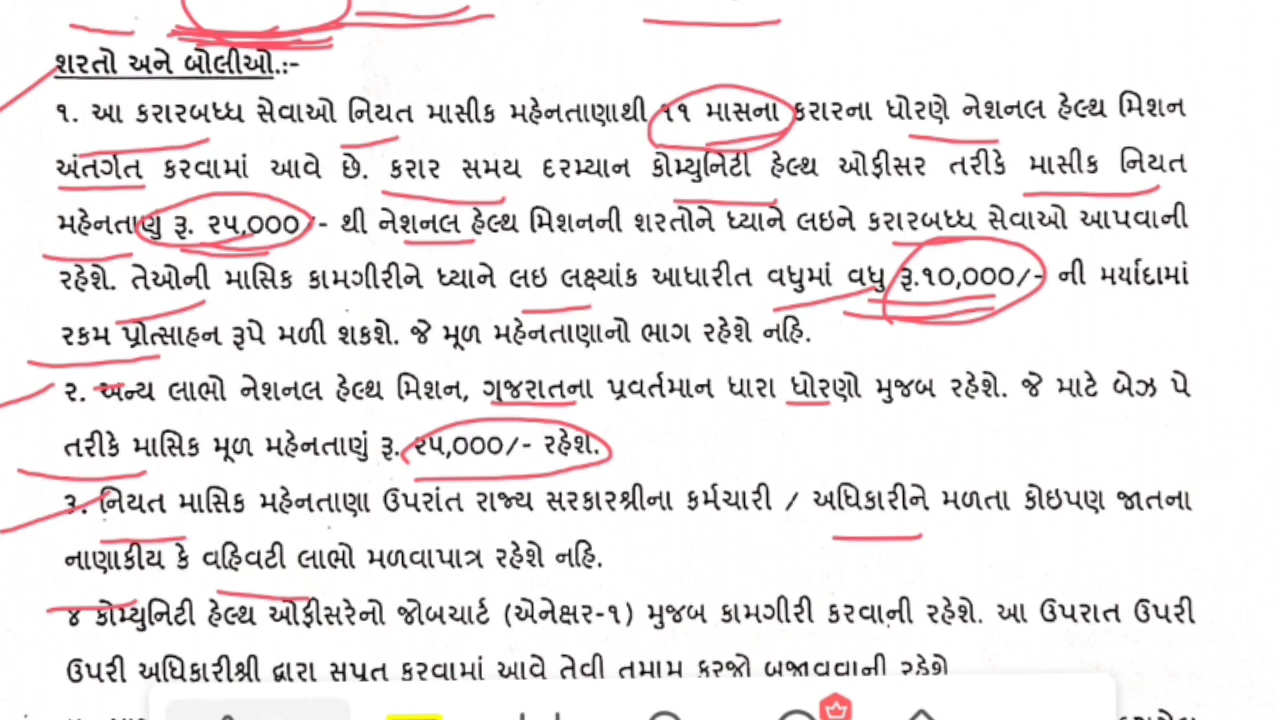 શરતો અને બોલીઓ.:-
૧. આ કરારબધ્ધ સેવાઓ નિયત માસીક મહેનતાણાથી ૧૧ માસના કરારના ધોરણે નેશનલ હેલ્થ મિશન
અંતર્ગત કરવામાં આવે છે. કરાર સમય દરમ્યાન કોમ્યુનિટી હેલ્થ ઓફીસર તરીકે માસીક નિયત
મહેનતાણું રૂ. ૨૫,૦૦૦/- થી નેશનલ હેલ્થ મિશનની શરતોને ધ્યાને લઇને કરારબધ્ધ સેવાઓ આપવાની
રહેશે. તેઓની માસિક કામગીરીને ધ્યાને લઇ લક્ષ્યાંક આધારીત વધુમાં વધુ રૂ.૧૦,૦૦૦/- ની મર્યાદામાં
રકમ પ્રોત્સાહન રૂપે મળી શકશે. જે મૂળ મહેનતાણાનો ભાગ રહેશે નહિ.
૨. અન્ય લાભો નેશનલ હેલ્થ મિશન, ગુજરાતના પ્રવર્તમાન ધારા ધોરણો મુજબ રહેશે. જે માટે બેઝ પે
તરીકે માસિક મૂળ મહેનતાણું રૂ. ૨૫,૦૦૦/- રહેશે.
૩. નિયત માસિક મહેનતાણા ઉપરાંત રાજ્ય સરકારશ્રીના કર્મચારી / અધિકારીને મળતા કોઇપણ જાતના
નાણાકીય કે વહિવટી લાભો મળવાપાત્ર રહેશે નહિ.
૪ કોમ્યુનિટી હેલ્થ ઓફીસરેનો જોબચાર્ટ (એનેક્ષર-૧) મુજબ કામગીરી કરવાની રહેશે. આ ઉપરાત ઉપરી
ઉપરી અધિકારીશ્રી દ્વારા સુપ્રત કરવામાં આવે તેવી તમામ ફરજો બજાવવાની રહેશે